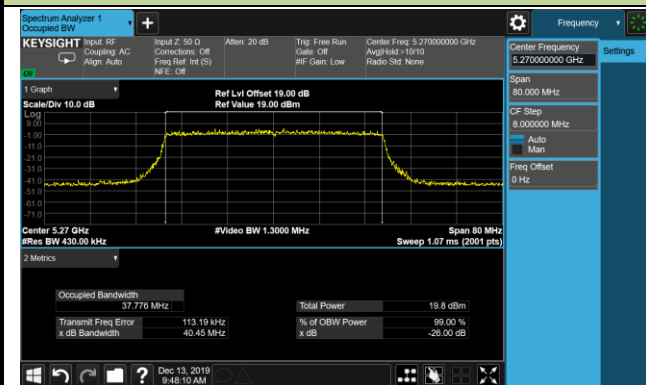 Spectrum Analyzer 1
Occupied BW
+
Frequency
KEYSIGHT
Input: RF
Coupling: AC
Align: Auto
Input Z: 50 Ω
Corrections: Off
Freq Ref: Int (S)
NFE: Off
Atten: 20 dB
Trig: Free Run
Gate: Off
#IF Gain: Low
Center Freq: 5.270000000 GHz
Avg|Hold:>10/10
Radio Std: None
Center Frequency
5.270000000 GHz
Settings
Span
80.000 MHz
CF Step
8.000000 MHz
Auto
Man
Freq Offset
0 Hz
1 Graph
Scale/Div 10.0 dB
Ref Lvl Offset 19.00 dB
Ref Value 19.00 dBm
Log
9.00
-1.00
-11.0
-21.0
-31.0
-41.0
-51.0
-61.0
-71.0
Center 5.27 GHz
#Video BW 1.3000 MHz
Span 80 MHz
#Res BW 430.00 kHz
Sweep 1.07 ms (2001 pts)
2 Metrics
Occupied Bandwidth
37.776 MHz
Total Power 19.8 dBm
Transmit Freq Error 113.19 kHz
% of OBW Power 99.00 %
x dB Bandwidth 40.45 MHz
x dB -26.00 dB
?
Dec 13, 2019
9:48:10 AM